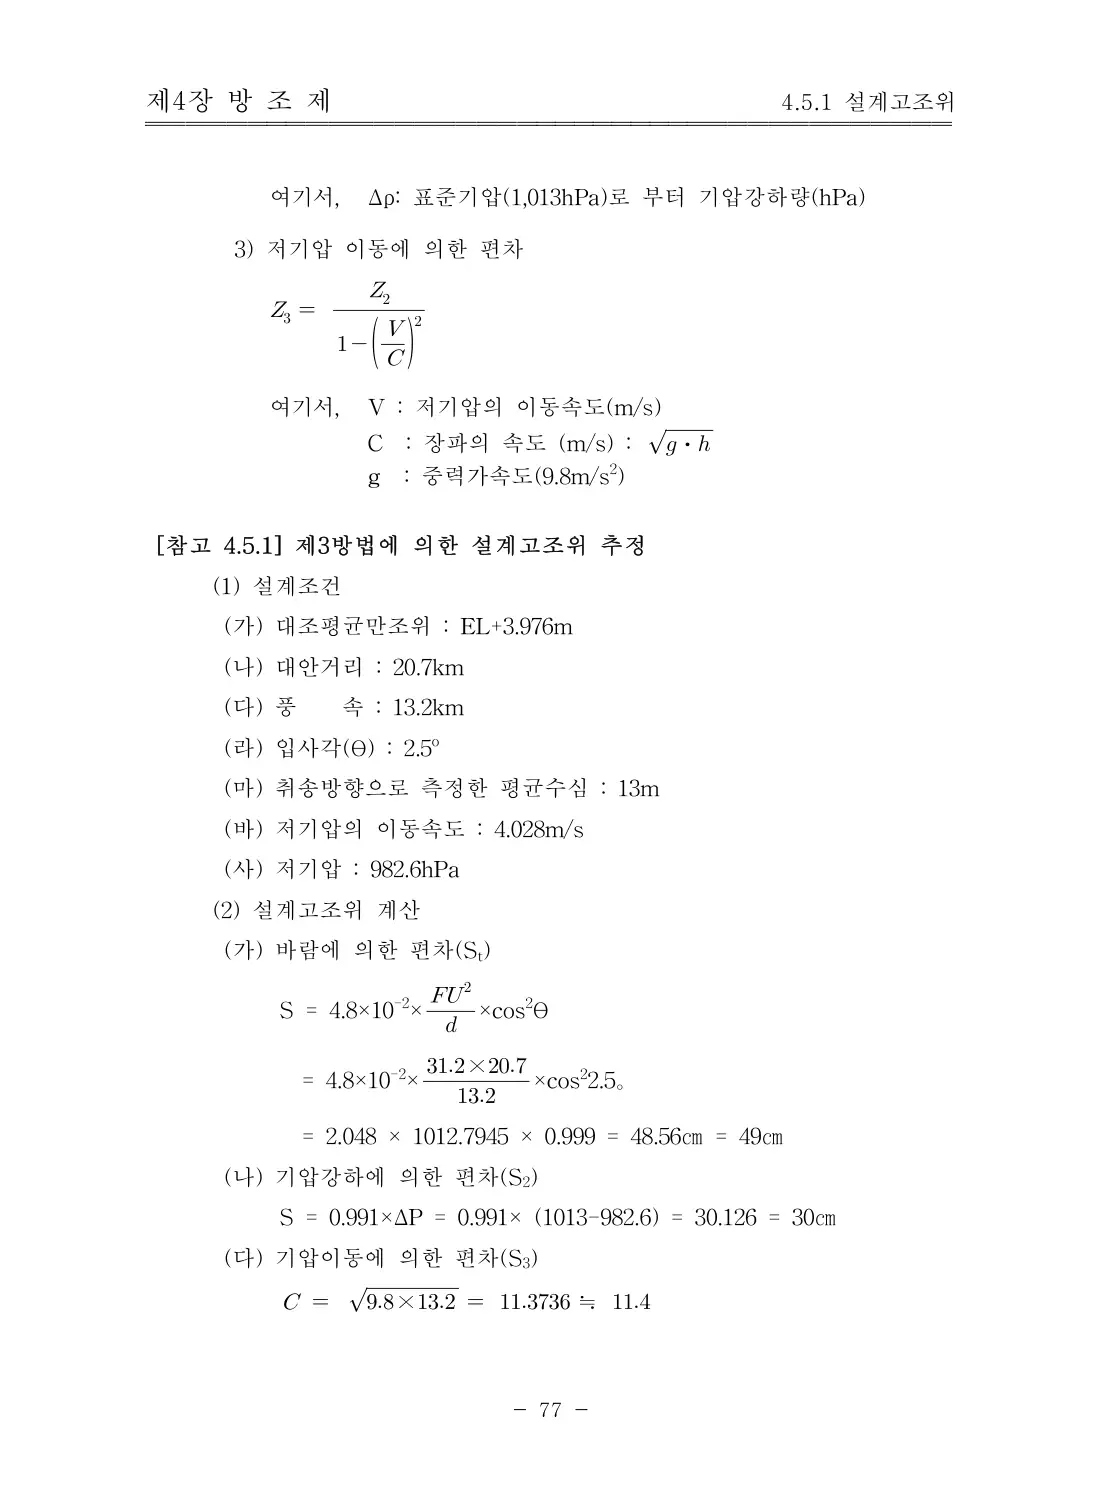 제4장 방 조 제
4.5.1 설계고조위
여기서, Δρ: 표준기압(1,013hPa)로 부터 기압강하량(hPa)
3) 저기압 이동에 의한 편차
Z₃ = Z₂ / (1−(V/C)²)
여기서, V : 저기압의 이동속도(m/s)
C : 장파의 속도 (m/s) : √(g·h)
g : 중력가속도(9.8m/s²)
[참고 4.5.1] 제3방법에 의한 설계고조위 추정
(1) 설계조건
(가) 대조평균만조위 : EL+3.976m
(나) 대안거리 : 20.7km
(다) 풍 속 : 13.2km
(라) 입사각(Θ) : 2.5º
(마) 취송방향으로 측정한 평균수심 : 13m
(바) 저기압의 이동속도 : 4.028m/s
(사) 저기압 : 982.6hPa
(2) 설계고조위 계산
(가) 바람에 의한 편차(Sₜ)
S = 4.8×10⁻²× FU²/d ×cos²Θ
= 4.8×10⁻²× (31.2×20.7)/13.2 ×cos²2.5。
= 2.048 × 1012.7945 × 0.999 = 48.56㎝ = 49㎝
(나) 기압강하에 의한 편차(S₂)
S = 0.991×ΔP = 0.991× (1013-982.6) = 30.126 = 30㎝
(다) 기압이동에 의한 편차(S₃)
C = √(9.8×13.2) = 11.3736 ≒ 11.4
- 77 -